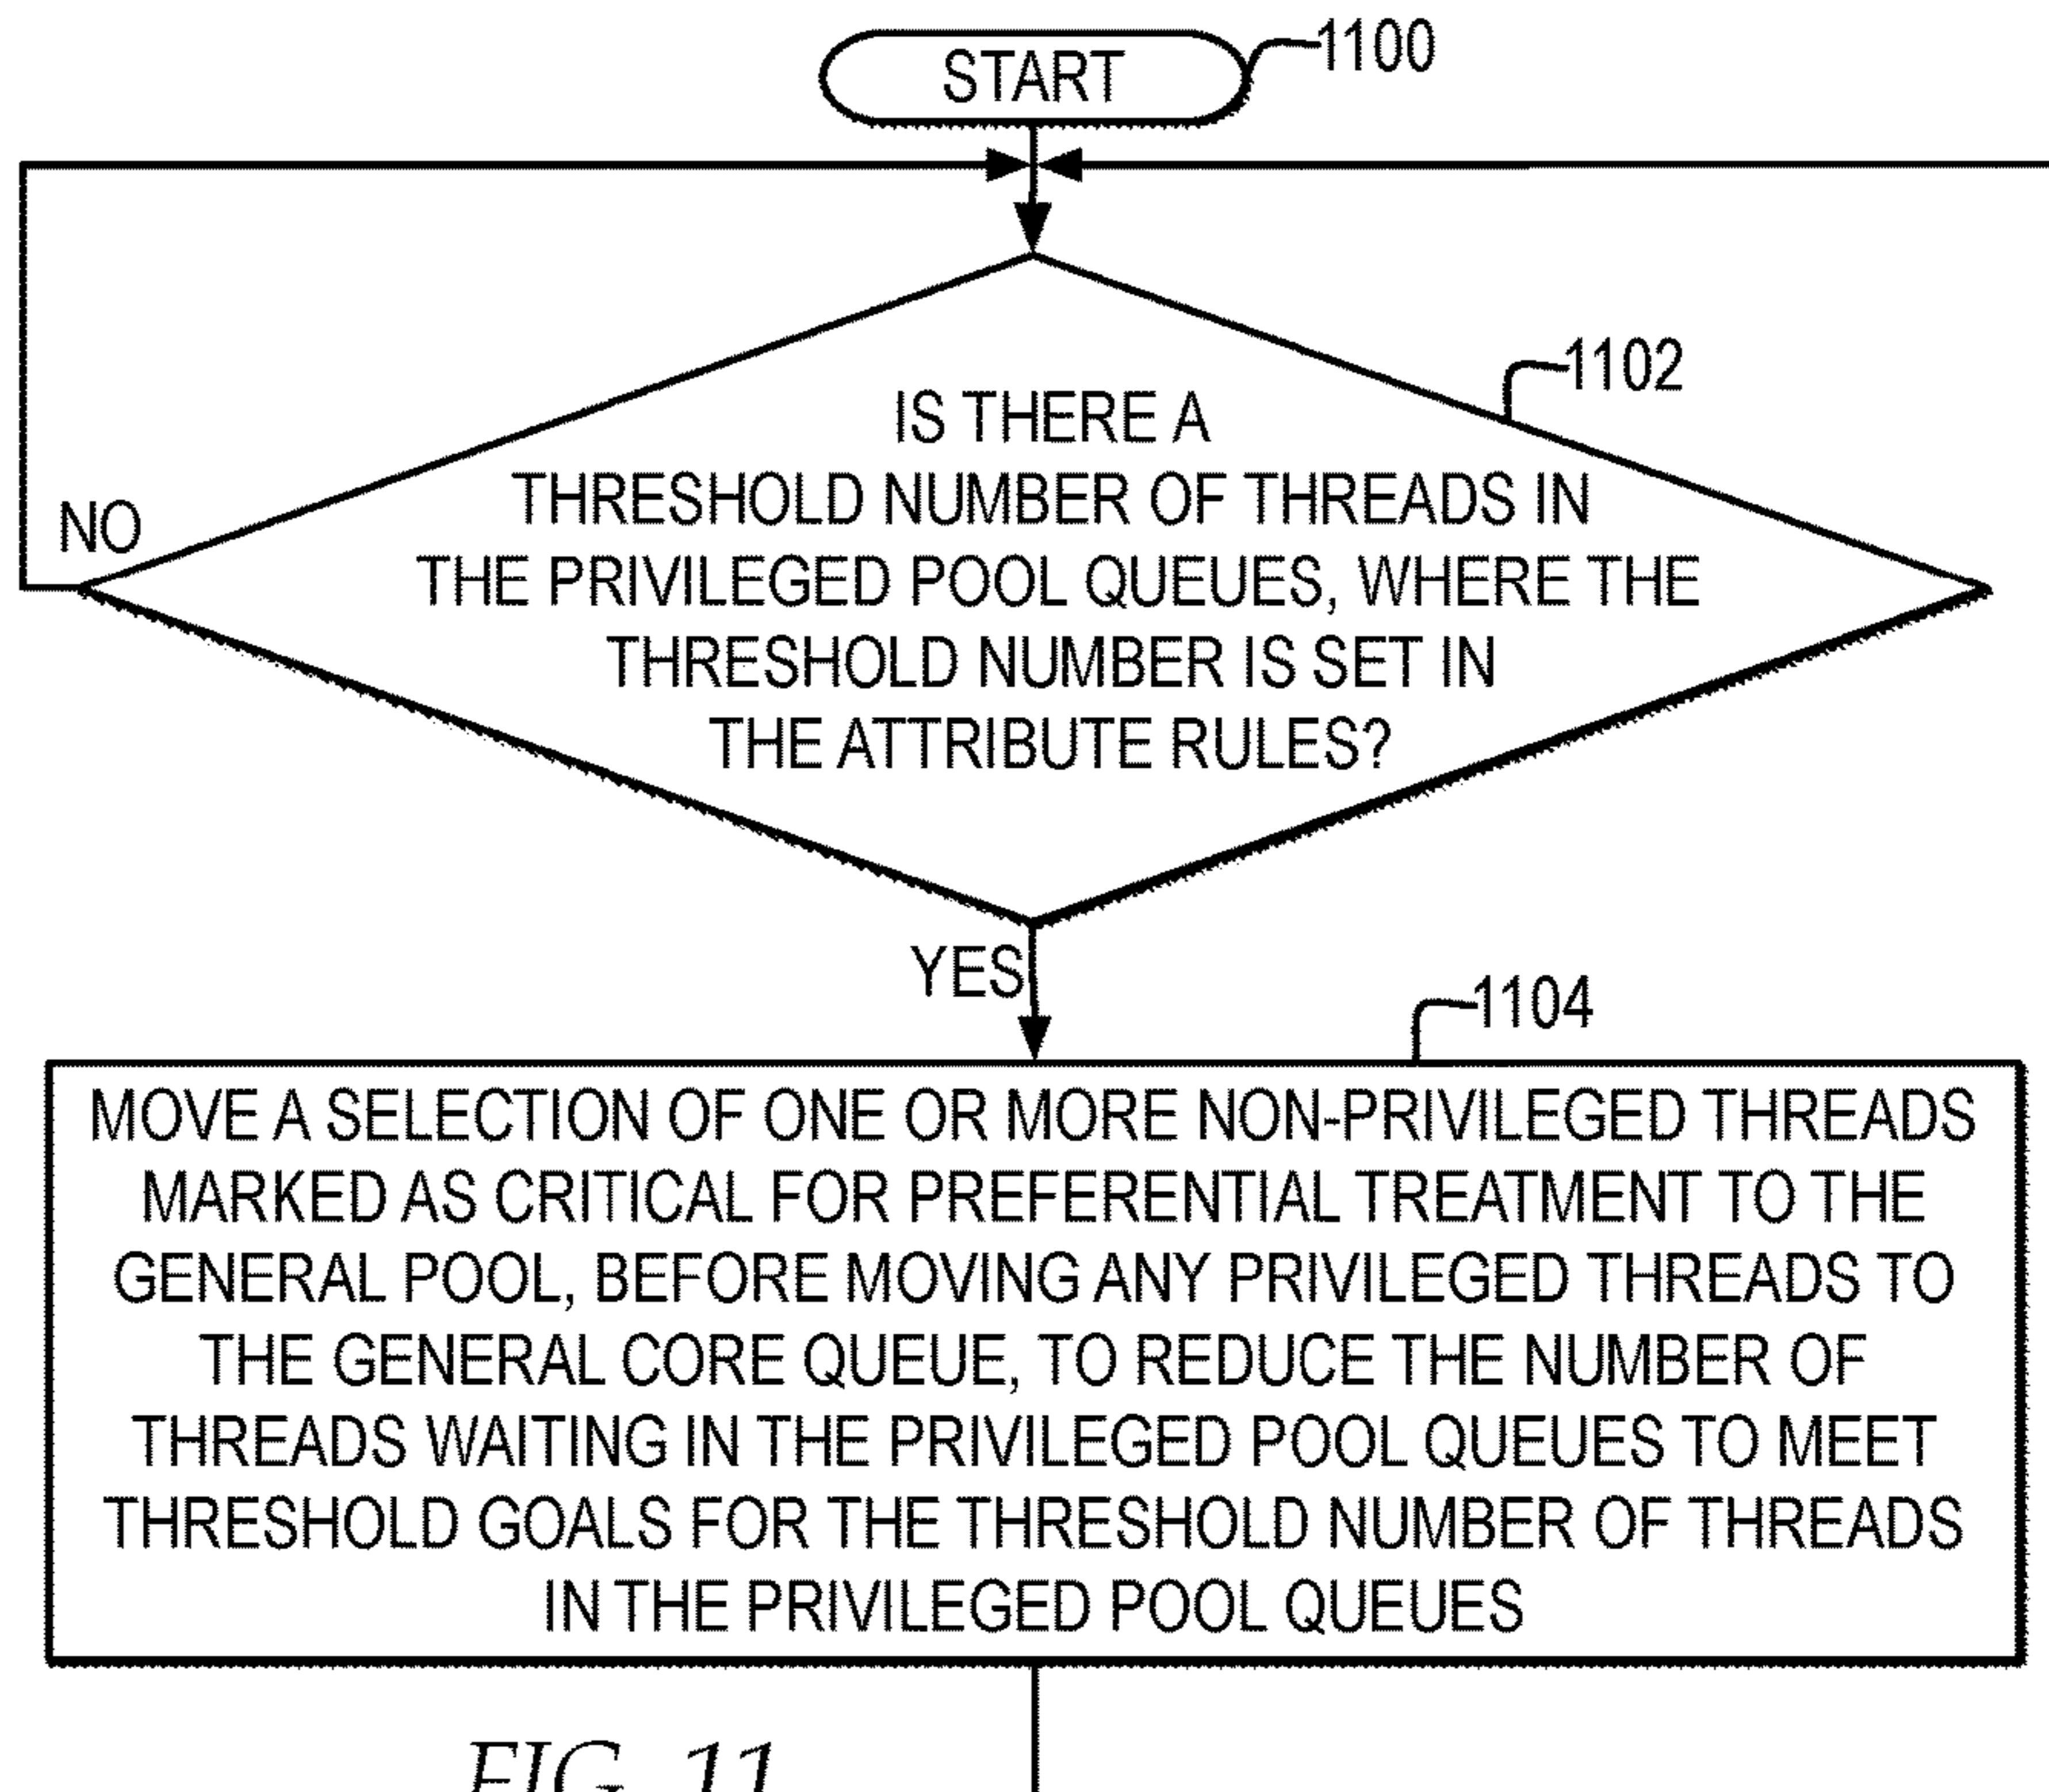 START
1100
1102
IS THERE A
THRESHOLD NUMBER OF THREADS IN
THE PRIVILEGED POOL QUEUES, WHERE THE
THRESHOLD NUMBER IS SET IN
THE ATTRIBUTE RULES?
NO
YES
1104
MOVE A SELECTION OF ONE OR MORE NON-PRIVILEGED THREADS
MARKED AS CRITICAL FOR PREFERENTIAL TREATMENT TO THE
GENERAL POOL, BEFORE MOVING ANY PRIVILEGED THREADS TO
THE GENERAL CORE QUEUE, TO REDUCE THE NUMBER OF
THREADS WAITING IN THE PRIVILEGED POOL QUEUES TO MEET
THRESHOLD GOALS FOR THE THRESHOLD NUMBER OF THREADS
IN THE PRIVILEGED POOL QUEUES
FIG. 11